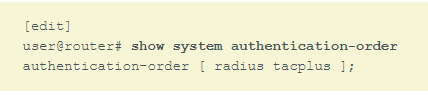 [edit]
user@router# show system authentication-order
authentication-order [ radius tacplus ];